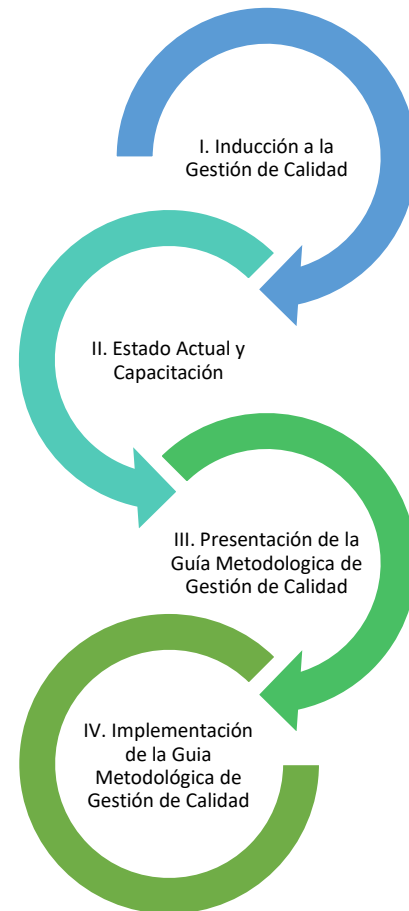 I. Inducción a la
Gestión de Calidad
II. Estado Actual y
Capacitación
III. Presentación de la
Guía Metodologica de
Gestión de Calidad
IV. Implementación
de la Guia
Metodológica de
Gestión de Calidad